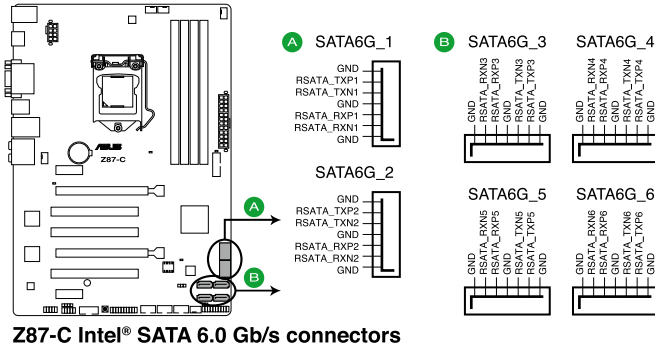 A SATA6G_1
GND
RSATA_TXP1
RSATA_TXN1
GND
RSATA_RXP1
RSATA_RXN1
GND
SATA6G_2
GND
RSATA_TXP2
RSATA_TXN2
GND
RSATA_RXP2
RSATA_RXN2
GND
B SATA6G_3
GND
RSATA_RXN3
RSATA_RXP3
GND
RSATA_TXN3
RSATA_TXP3
GND
SATA6G_4
GND
RSATA_RXN4
RSATA_RXP4
GND
RSATA_TXN4
RSATA_TXP4
GND
SATA6G_5
GND
RSATA_RXN5
RSATA_RXP5
GND
RSATA_TXN5
RSATA_TXP5
GND
SATA6G_6
GND
RSATA_RXN6
RSATA_RXP6
GND
RSATA_TXN6
RSATA_TXP6
GND
/SUS
Z87-C
A
B
Z87-C Intel® SATA 6.0 Gb/s connectors